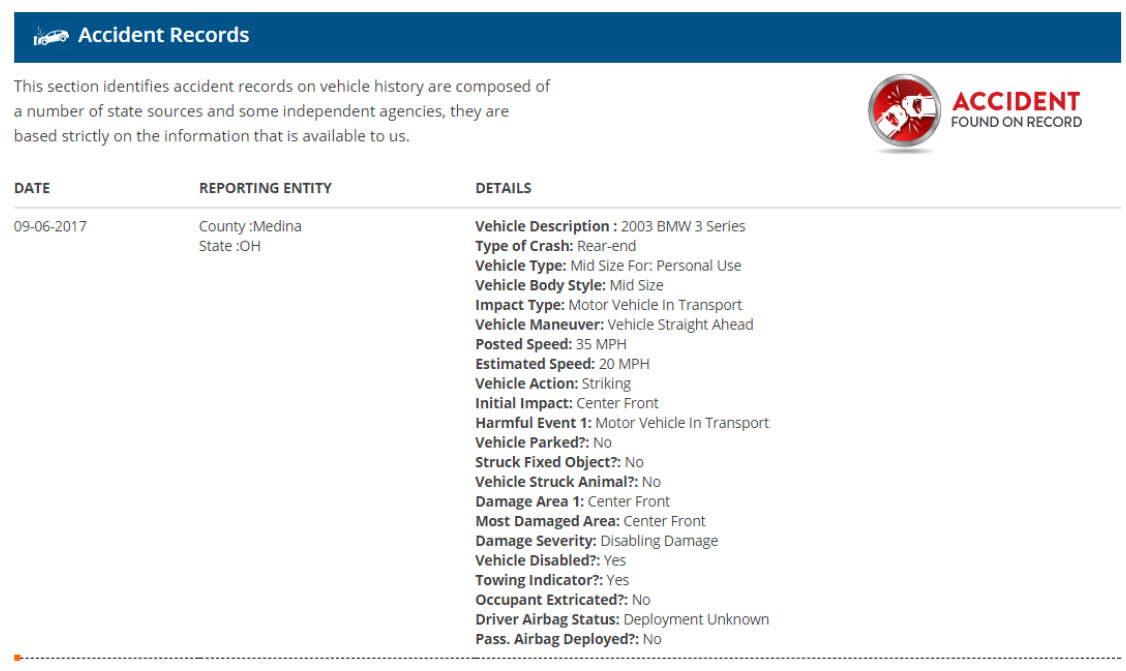 Accident Records
This section identifies accident records on vehicle history are composed of
a number of state sources and some independent agencies, they are
based strictly on the information that is available to us.
ACCIDENT
FOUND ON RECORD
DATE REPORTING ENTITY DETAILS
09-06-2017 County :Medina Vehicle Description : 2003 BMW 3 Series
State :OH Type of Crash: Rear-end
Vehicle Type: Mid Size For: Personal Use
Vehicle Body Style: Mid Size
Impact Type: Motor Vehicle In Transport
Vehicle Maneuver: Vehicle Straight Ahead
Posted Speed: 35 MPH
Estimated Speed: 20 MPH
Vehicle Action: Striking
Initial Impact: Center Front
Harmful Event 1: Motor Vehicle In Transport
Vehicle Parked?: No
Struck Fixed Object?: No
Vehicle Struck Animal?: No
Damage Area 1: Center Front
Most Damaged Area: Center Front
Damage Severity: Disabling Damage
Vehicle Disabled?: Yes
Towing Indicator?: Yes
Occupant Extricated?: No
Driver Airbag Status: Deployment Unknown
Pass. Airbag Deployed?: No